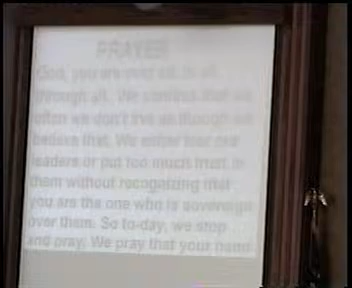 PRAYER
God, you are over all, in all,
through all. We confess that we
often we don't live as though we
believe that. We either fear our
leaders or put too much trust in
them without recognizing that
you are the one who is sovereign
over them. So to-day, we stop
and pray. We pray that your name